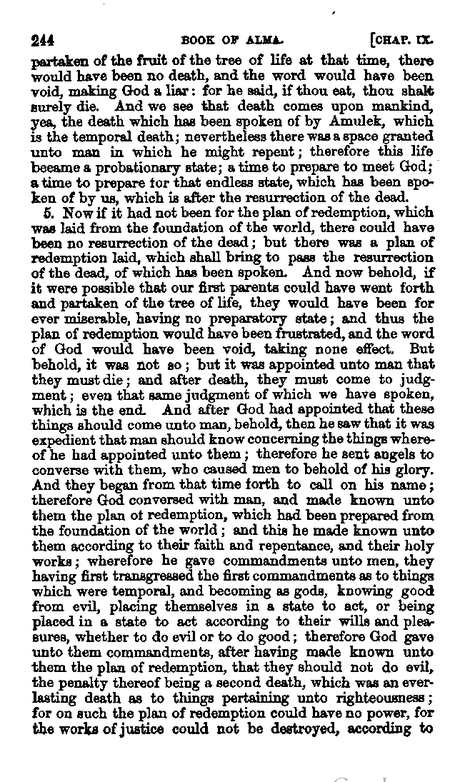 244 BOOK OF ALMA. [CHAP. IX.
partaken of the fruit of the tree of life at that time, there
would have been no death, and the word would have been
void, making God a liar: for he said, if thou eat, thou shalt
surely die. And we see that death comes upon mankind,
yea, the death which has been spoken of by Amulek, which
is the temporal death; nevertheless there was a space granted
unto man in which he might repent; therefore this life
became a probationary state; a time to prepare to meet God;
a time to prepare for that endless state, which has been spo-
ken of by us, which is after the resurrection of the dead.
5. Now if it had not been for the plan of redemption, which
was laid from the foundation of the world, there could have
been no resurrection of the dead; but there was a plan of
redemption laid, which shall bring to pass the resurrection
of the dead, of which has been spoken. And now behold, if
it were possible that our first parents could have went forth
and partaken of the tree of life, they would have been for
ever miserable, having no preparatory state; and thus the
plan of redemption would have been frustrated, and the word
of God would have been void, taking none effect. But
behold, it was not so; but it was appointed unto man that
they must die; and after death, they must come to judg-
ment; even that same judgment of which we have spoken,
which is the end. And after God had appointed that these
things should come unto man, behold, then he saw that it was
expedient that man should know concerning the things where-
of he had appointed unto them; therefore he sent angels to
converse with them, who caused men to behold of his glory.
And they began from that time forth to call on his name;
therefore God conversed with man, and made known unto
them the plan of redemption, which had been prepared from
the foundation of the world; and this he made known unto
them according to their faith and repentance, and their holy
works; wherefore he gave commandments unto men, they
having first transgressed the first commandments as to things
which were temporal, and becoming as gods, knowing good
from evil, placing themselves in a state to act, or being
placed in a state to act according to their wills and plea-
sures, whether to do evil or to do good; therefore God gave
unto them commandments, after having made known unto
them the plan of redemption, that they should not do evil,
the penalty thereof being a second death, which was an ever-
lasting death as to things pertaining unto righteousness;
for on such the plan of redemption could have no power, for
the works of justice could not be destroyed, according to